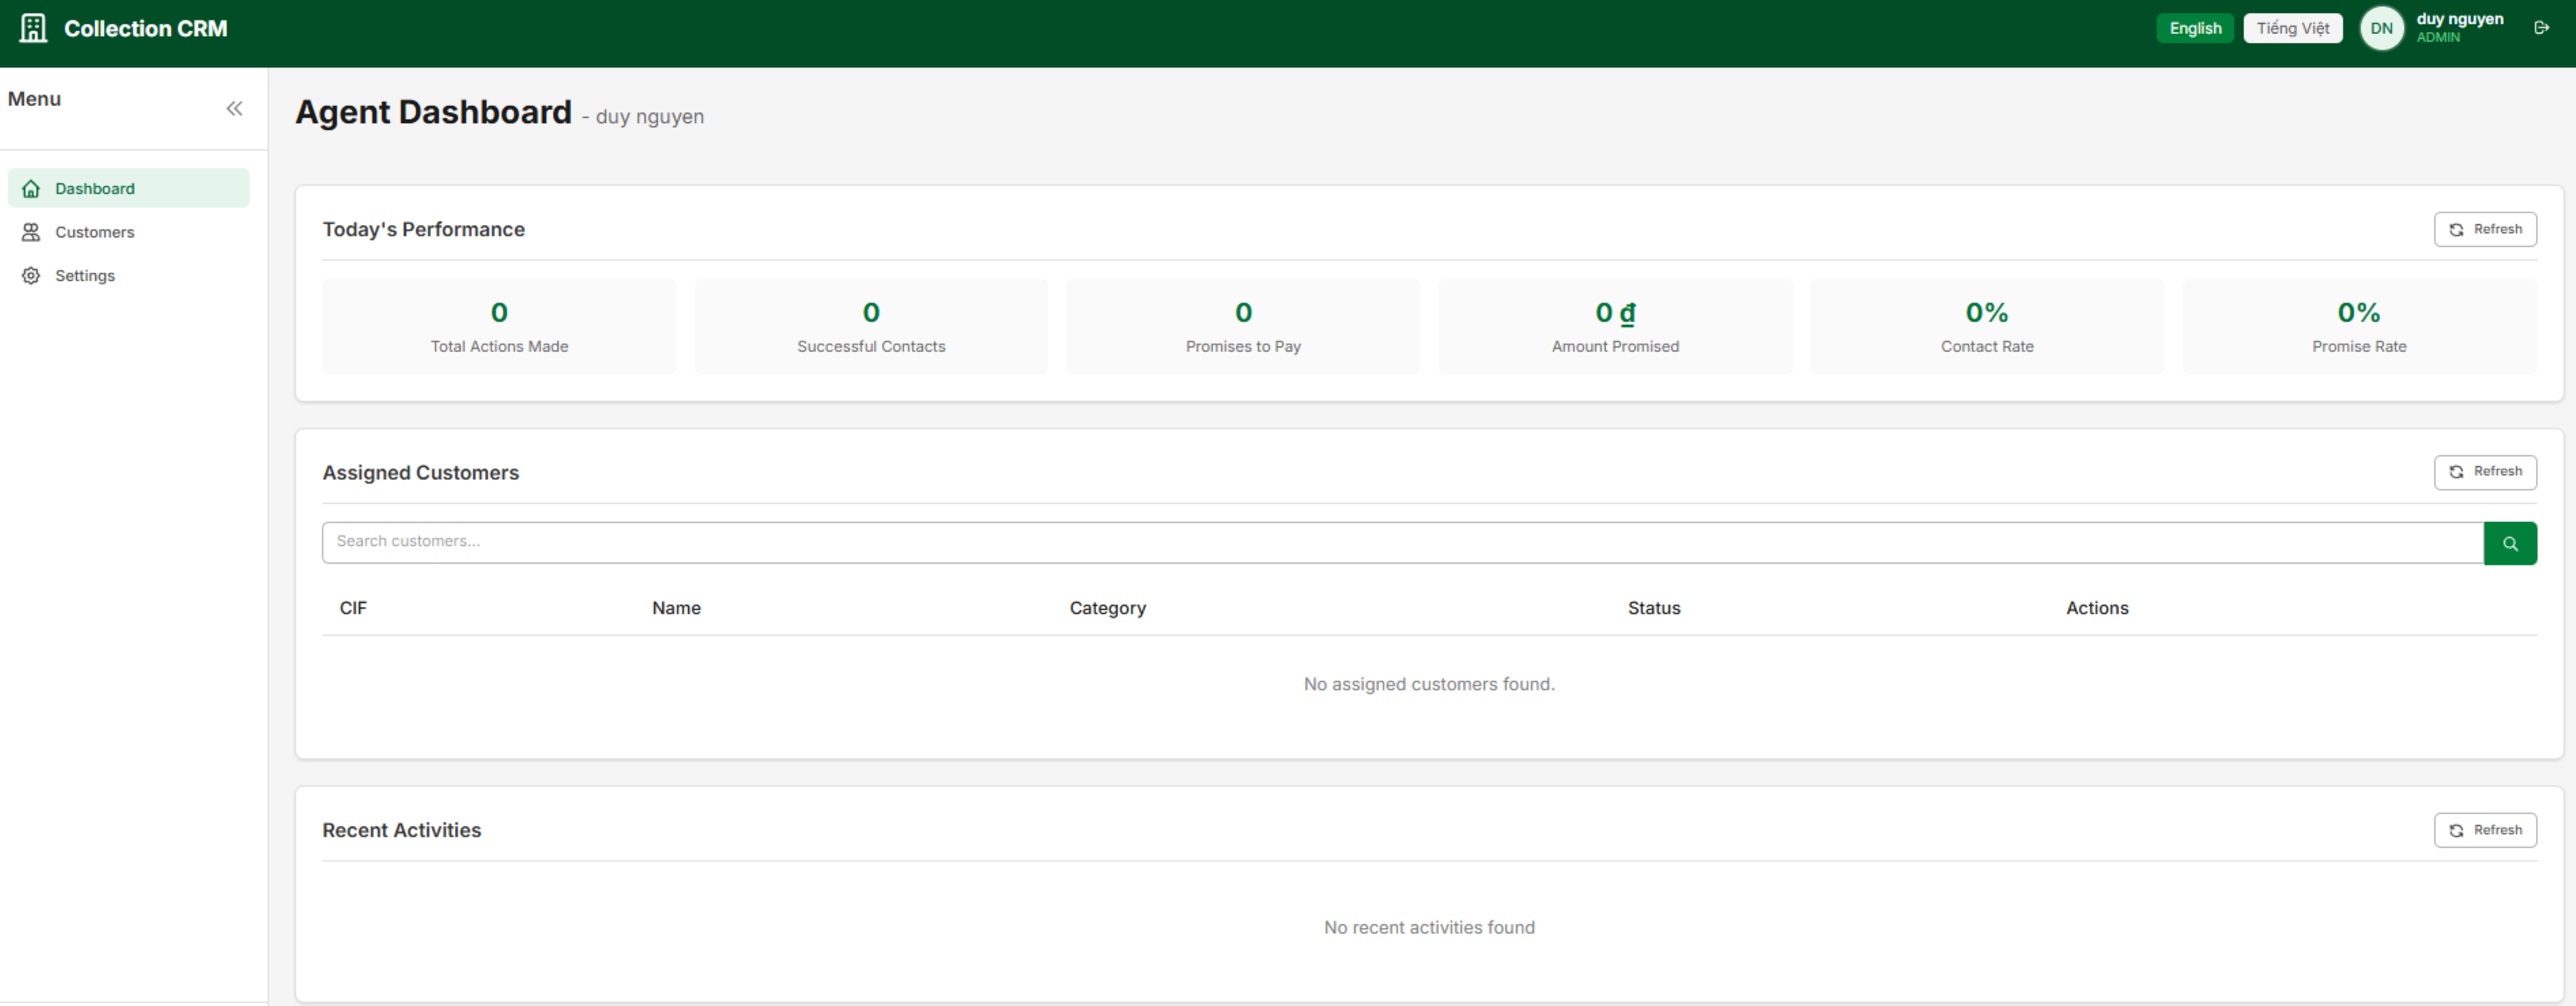 Collection CRM
English
Tiếng Việt
DN
duy nguyen
ADMIN
Menu
Dashboard
Customers
Settings
Agent Dashboard - duy nguyen
Today's Performance
Refresh
0
Total Actions Made
0
Successful Contacts
0
Promises to Pay
0 ₫
Amount Promised
0%
Contact Rate
0%
Promise Rate
Assigned Customers
Refresh
Search customers...
CIF Name Category Status Actions
No assigned customers found.
Recent Activities
Refresh
No recent activities found